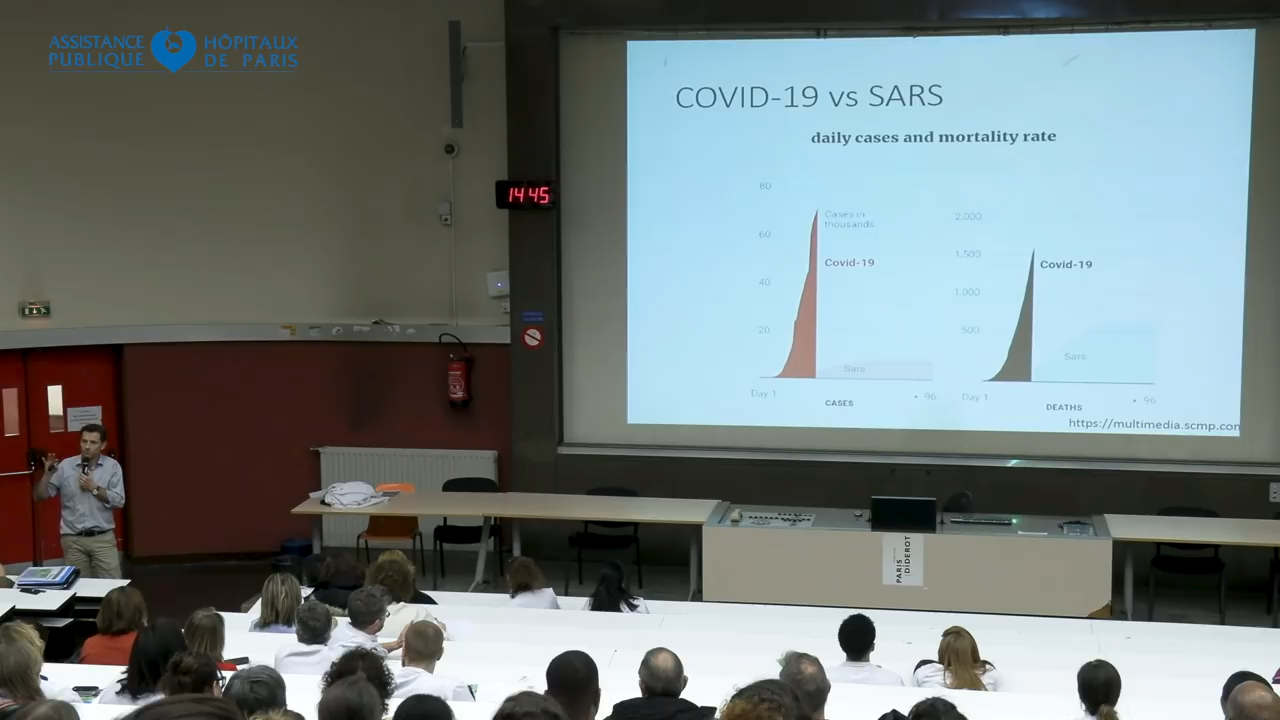 ASSISTANCE
PUBLIQUE
HÔPITAUX
DE PARIS
14 45
COVID-19 vs SARS
daily cases and mortality rate
80
60
40
20
Cases in
thousands
Covid-19
Sars
Day 1
96
CASES
2,000
1,500
1,000
500
Covid-19
Sars
Day 1
96
DEATHS
https://multimedia.scmp.con
PARIS
DIDEROT